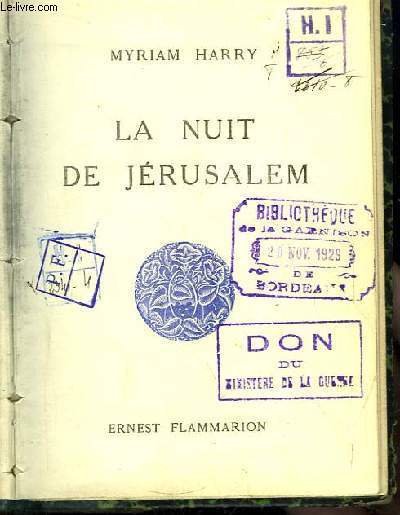 www.Le-livre.com
MYRIAM HARRY
H. I
LA NUIT
DE JÉRUSALEM
BIBLIOTHÈQUE
de la GARNISON
20 NOV. 1929
DE
BORDEAUX
DON
DU
MINISTÈRE DE LA GUERRE
ERNEST FLAMMARION